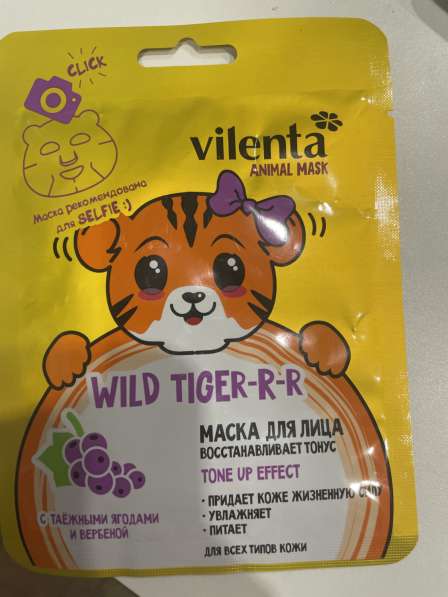 CLICK
Маска рекомендована
для SELFIE :)
vilenta
ANIMAL MASK
WILD TIGER-R-R
МАСКА ДЛЯ ЛИЦА
ВОССТАНАВЛИВАЕТ ТОНУС
TONE UP EFFECT
• ПРИДАЕТ КОЖЕ ЖИЗНЕННУЮ СИЛУ
• УВЛАЖНЯЕТ
• ПИТАЕТ
ДЛЯ ВСЕХ ТИПОВ КОЖИ
С ТАЁЖНЫМИ ЯГОДАМИ
И ВЕРБЕНОЙ